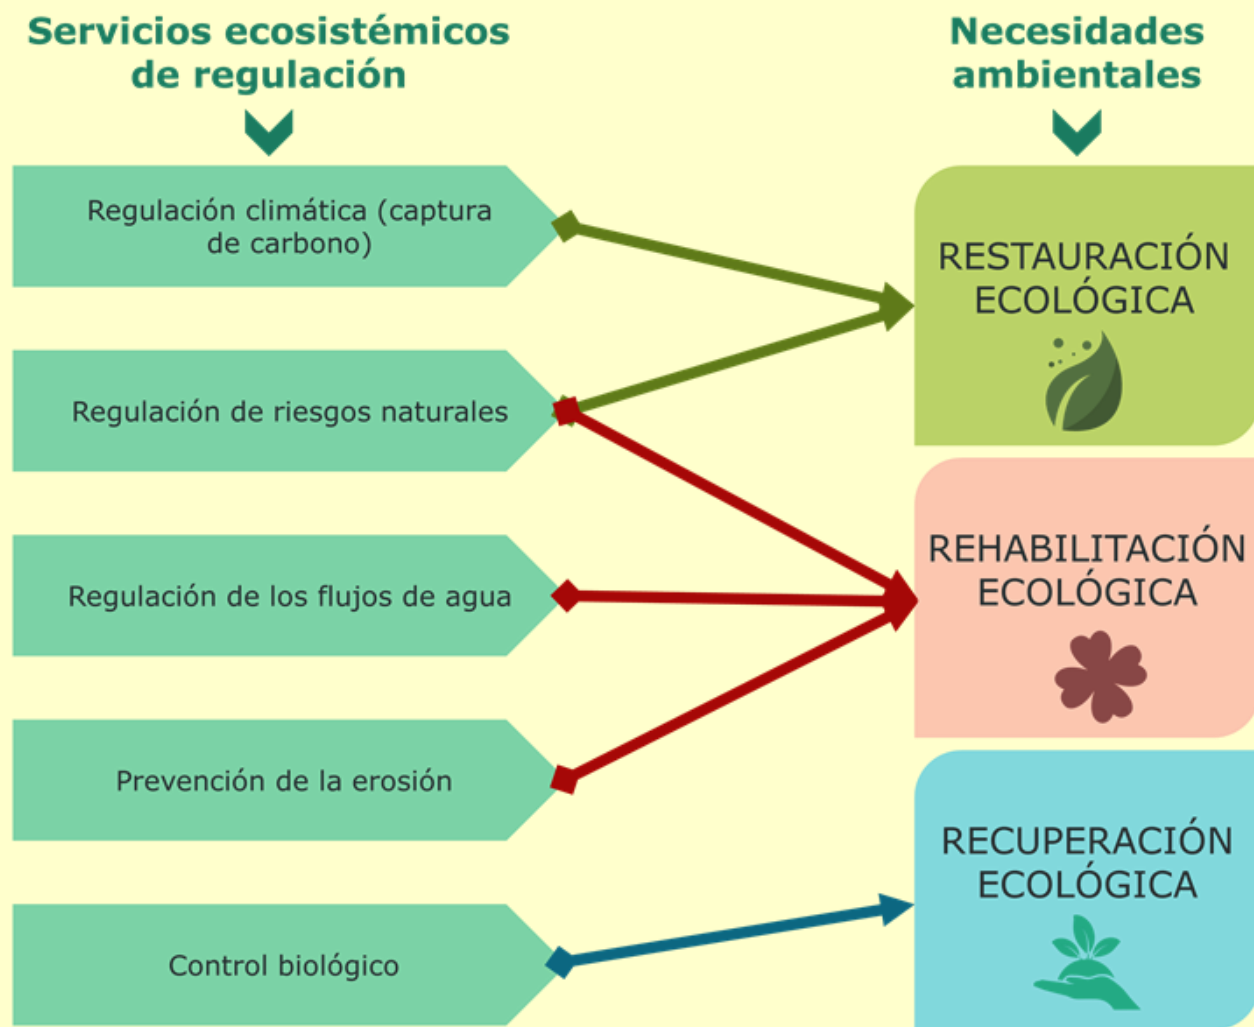 Servicios ecosistémicos
de regulación
Regulación climática (captura
de carbono)
Regulación de riesgos naturales
Regulación de los flujos de agua
Prevención de la erosión
Control biológico
Necesidades
ambientales
RESTAURACIÓN
ECOLÓGICA
REHABILITACIÓN
ECOLÓGICA
RECUPERACIÓN
ECOLÓGICA